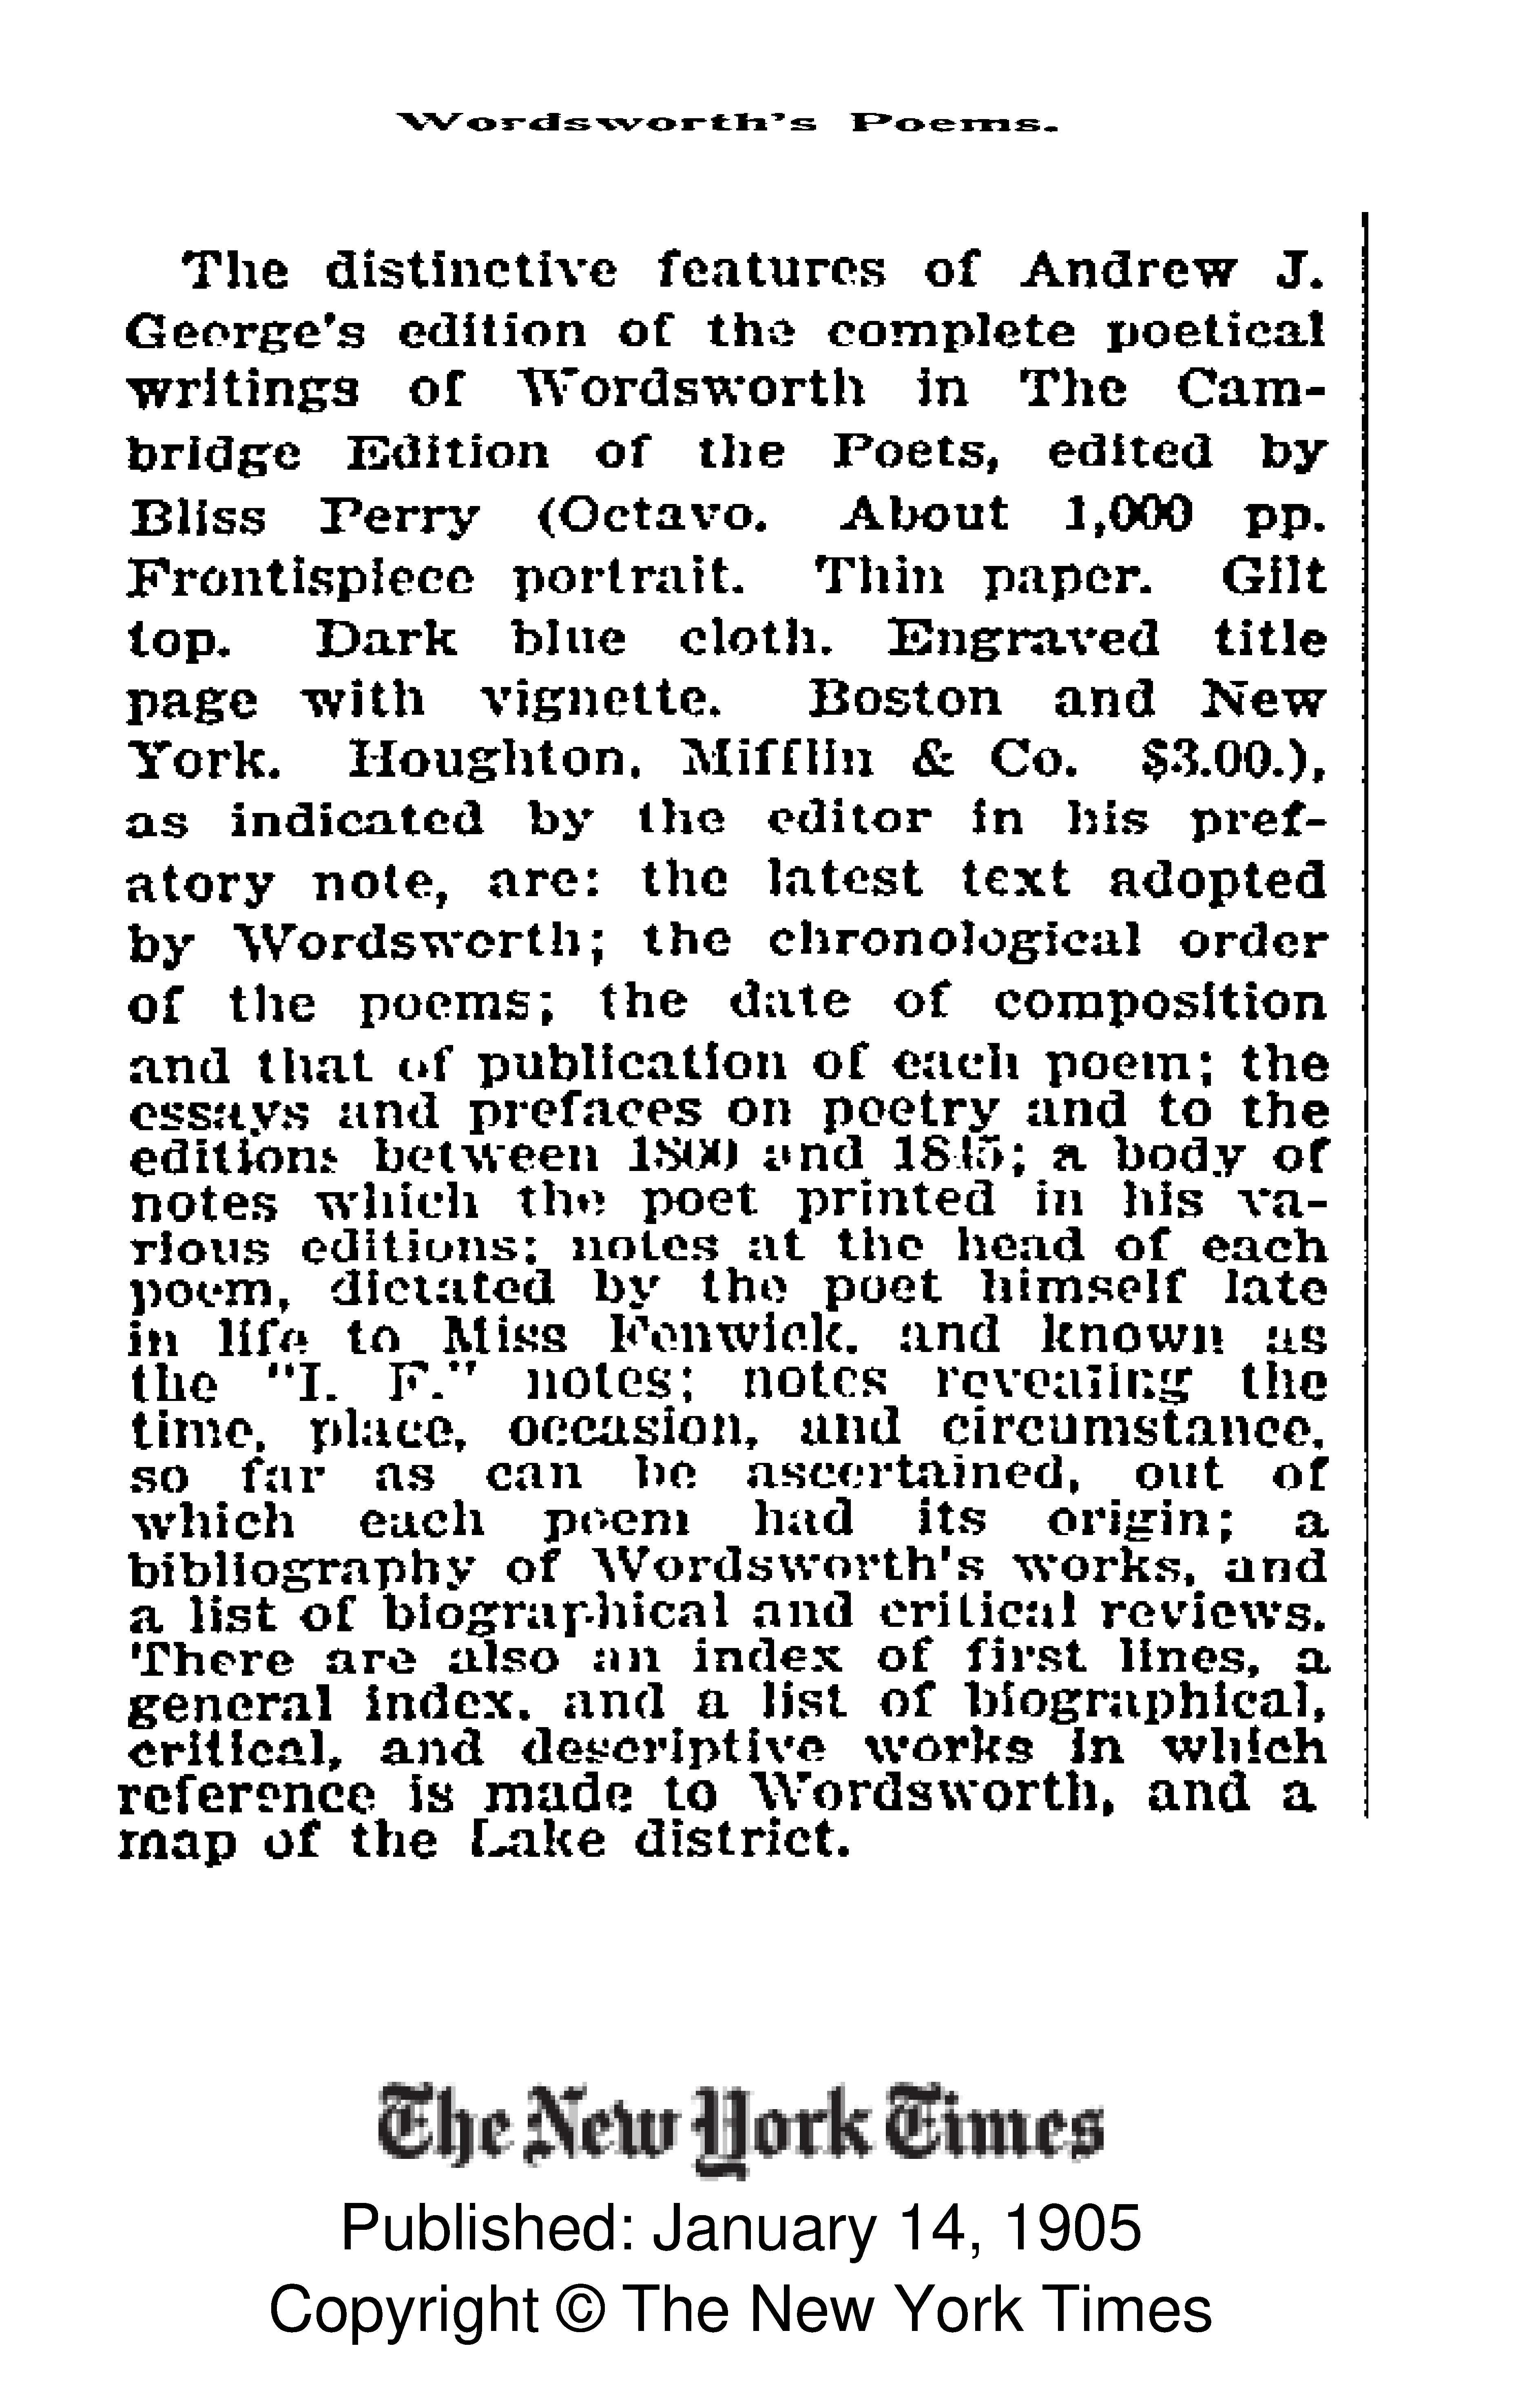 Wordsworth's Poems.
The distinctive features of Andrew J.
George's edition of the complete poetical
writings of Wordsworth in The Cam-
bridge Edition of the Poets, edited by
Bliss Perry (Octavo. About 1,000 pp.
Frontispiece portrait. Thin paper. Gilt
top. Dark blue cloth. Engraved title
page with vignette. Boston and New
York. Houghton, Mifflin & Co. $3.00.),
as indicated by the editor in his pref-
atory note, are: the latest text adopted
by Wordsworth; the chronological order
of the poems; the date of composition
and that of publication of each poem; the
essays and prefaces on poetry and to the
editions between 1800 and 1845; a body of
notes which the poet printed in his va-
rious editions; notes at the head of each
poem, dictated by the poet himself late
in life to Miss Fenwick, and known as
the "I. F." notes; notes revealing the
time, place, occasion, and circumstance,
so far as can be ascertained, out of
which each poem had its origin; a
bibliography of Wordsworth's works, and
a list of biographical and critical reviews.
There are also an index of first lines, a
general index, and a list of biographical,
critical, and descriptive works in which
reference is made to Wordsworth, and a
map of the Lake district.
The New York Times
Published: January 14, 1905
Copyright © The New York Times